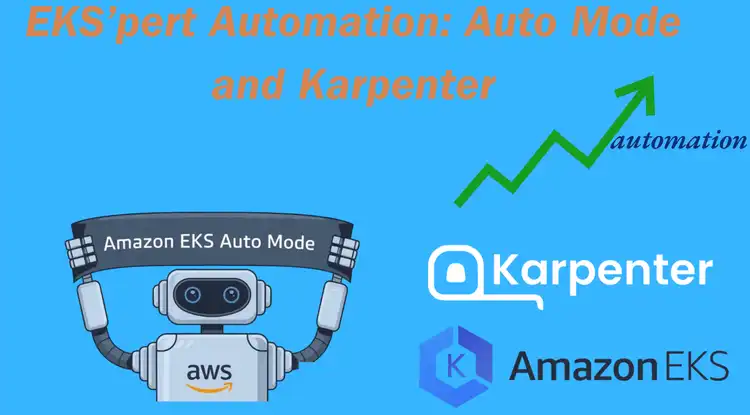 EKS’pert Automation: Auto Mode
and Karpenter
automation
Amazon EKS Auto Mode
Karpenter
aws
K
Amazon EKS